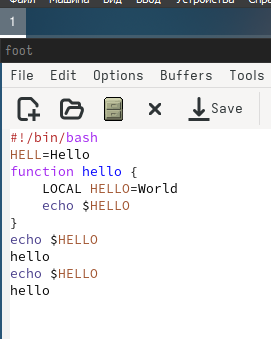 Файл Машина Вид Ввод Устройства
1
foot
File Edit Options Buffers Tools
Save
#!/bin/bash
HELL=Hello
function hello {
    LOCAL HELLO=World
    echo $HELLO
}
echo $HELLO
hello
echo $HELLO
hello